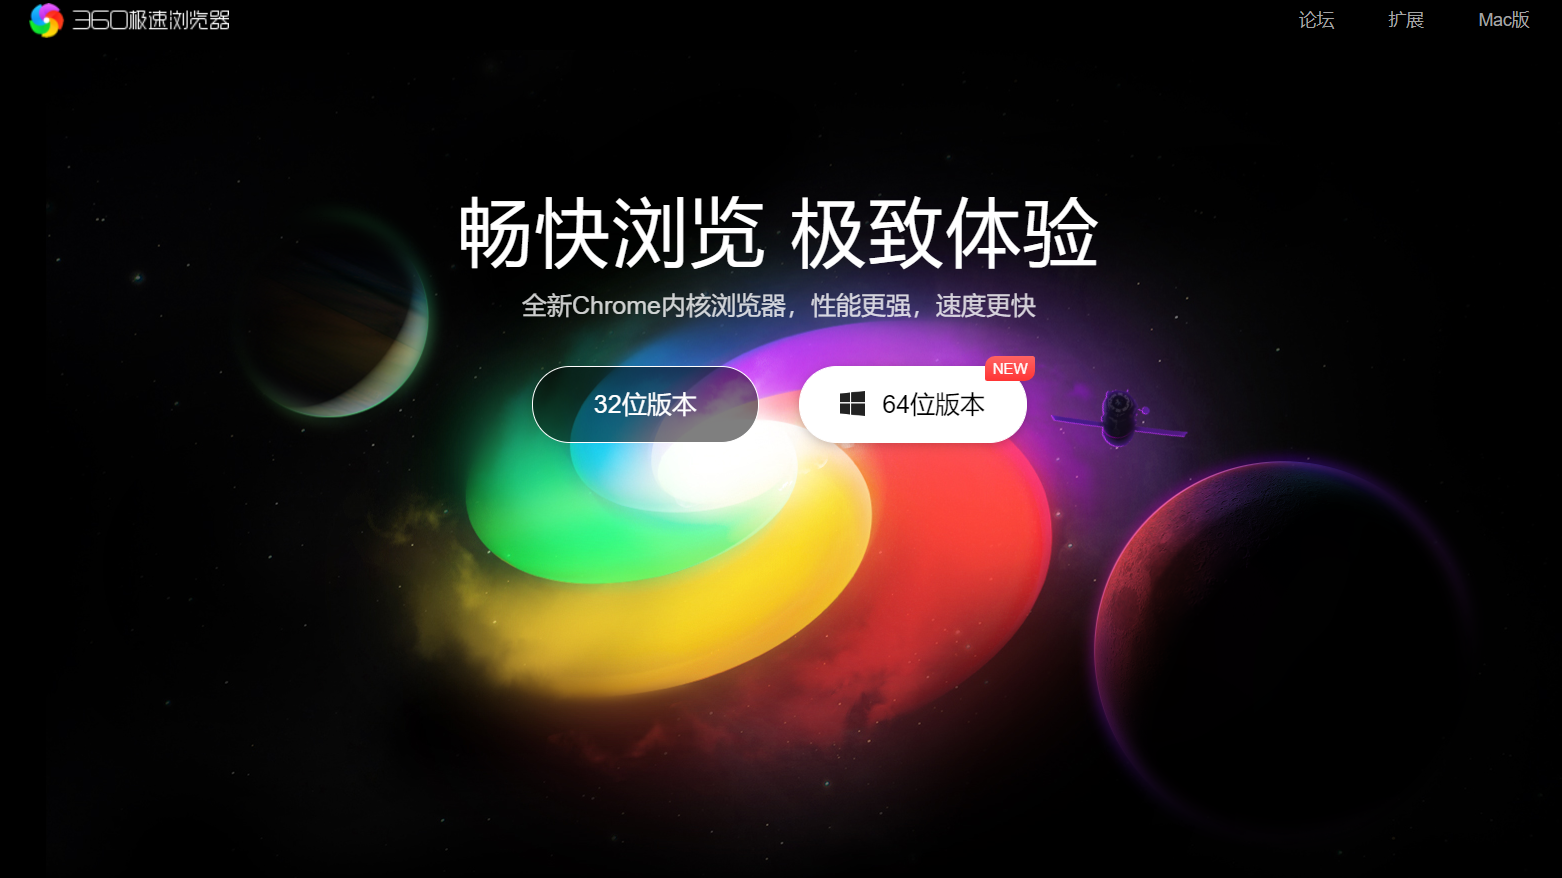 360极速浏览器
论坛
扩展
Mac版
畅快浏览 极致体验
全新Chrome内核浏览器，性能更强，速度更快
32位版本
NEW
64位版本